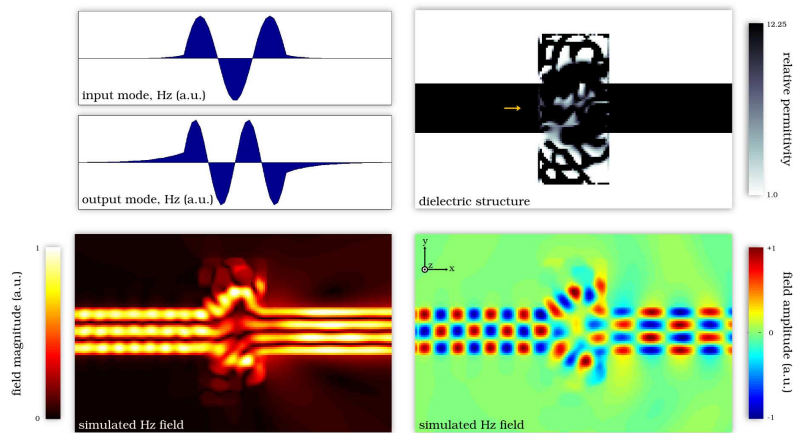 input mode, Hz (a.u.)
output mode, Hz (a.u.)
dielectric structure
12.25
relative permittivity
1.0
field magnitude (a.u.)
1
0
simulated Hz field
y
z
x
simulated Hz field
+1
0
-1
field amplitude (a.u.)